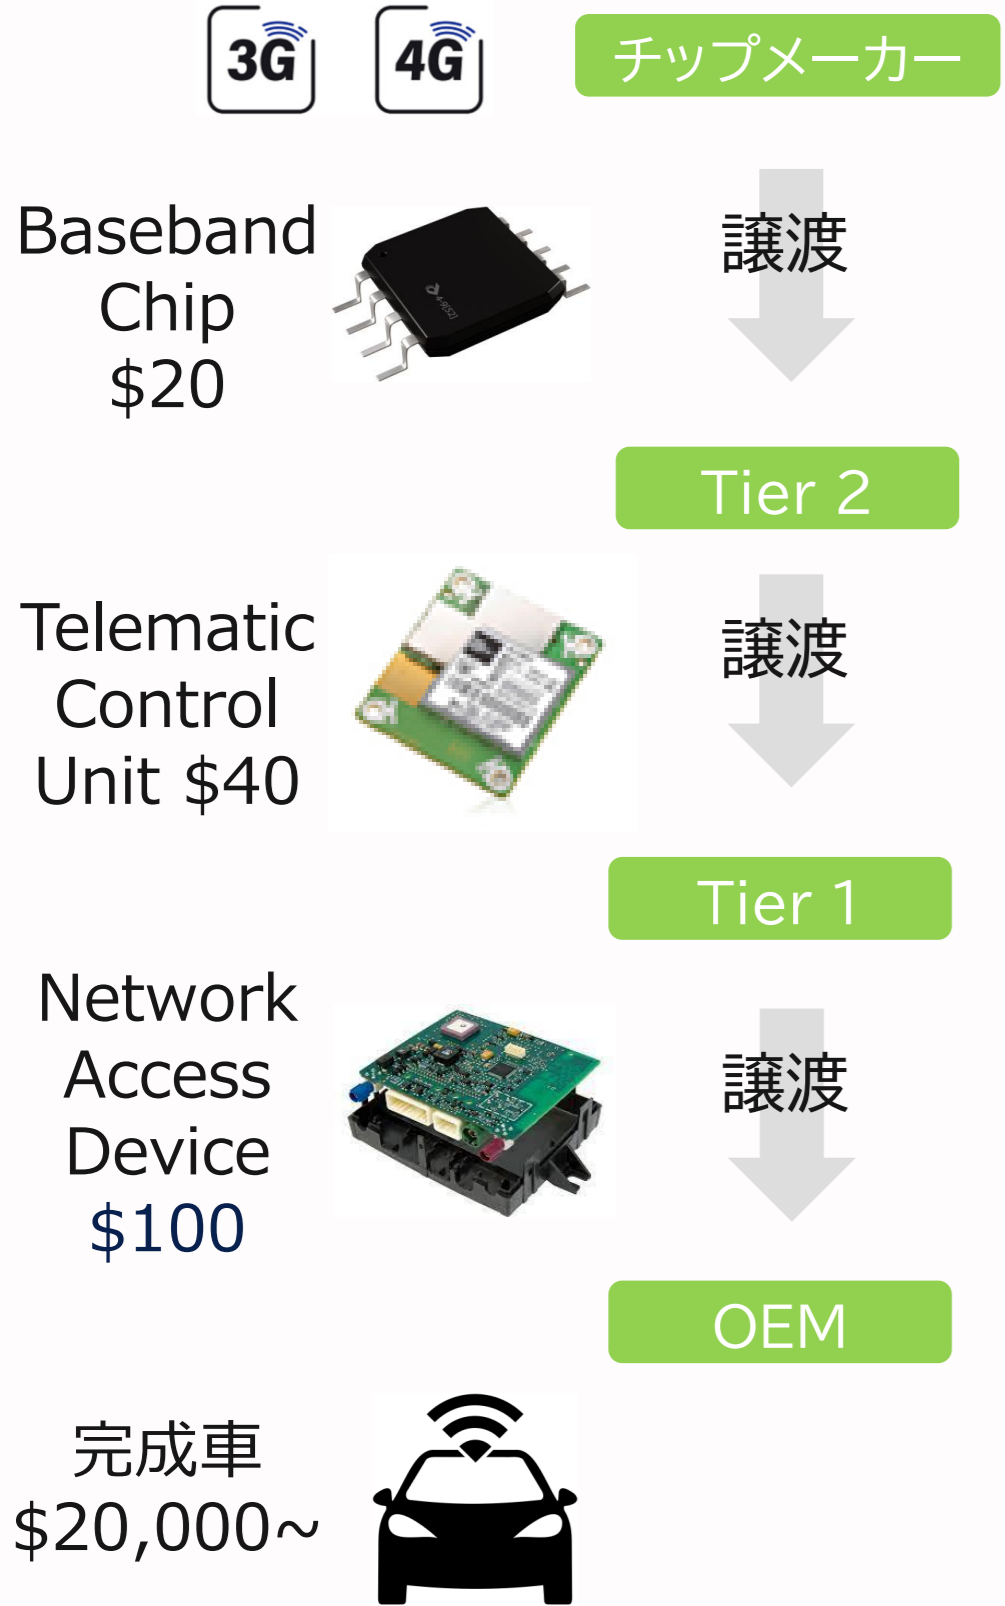 3G
4G
チップメーカー
Baseband
Chip
$20
譲渡
Tier 2
Telematic
Control
Unit $40
譲渡
Tier 1
Network
Access
Device
$100
譲渡
OEM
完成車
$20,000~